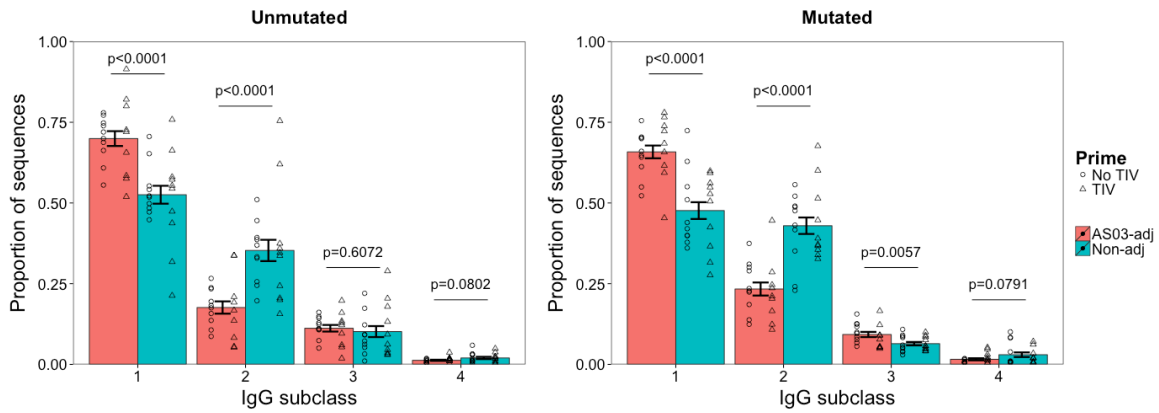 Unmutated
Proportion of sequences
1.00
0.75
0.50
0.25
0.00
p<0.0001
p<0.0001
p=0.6072
p=0.0802
1 2 3 4
IgG subclass
Mutated
Proportion of sequences
1.00
0.75
0.50
0.25
0.00
p<0.0001
p<0.0001
p=0.0057
p=0.0791
1 2 3 4
IgG subclass
Prime
No TIV
TIV
AS03-adj
Non-adj